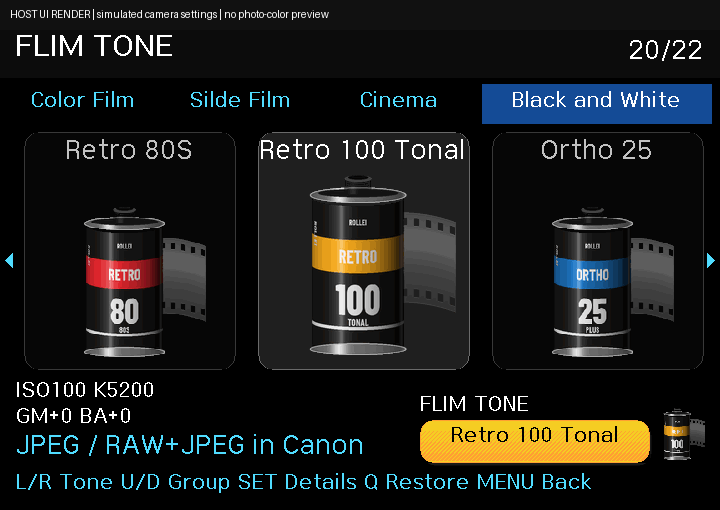 HOST UI RENDER | simulated camera settings | no photo-color preview
FLIM TONE
20/22
Color Film
Silde Film
Cinema
Black and White
Retro 80S
Retro 100 Tonal
Ortho 25
ROLLEI
RETRO
80
80S
ROLLEI
RETRO
100
TONAL
ROLLEI
ORTHO
25
PLUS
ISO100 K5200
GM+0 BA+0
JPEG / RAW+JPEG in Canon
FLIM TONE
Retro 100 Tonal
100
L/R Tone U/D Group SET Details Q Restore MENU Back